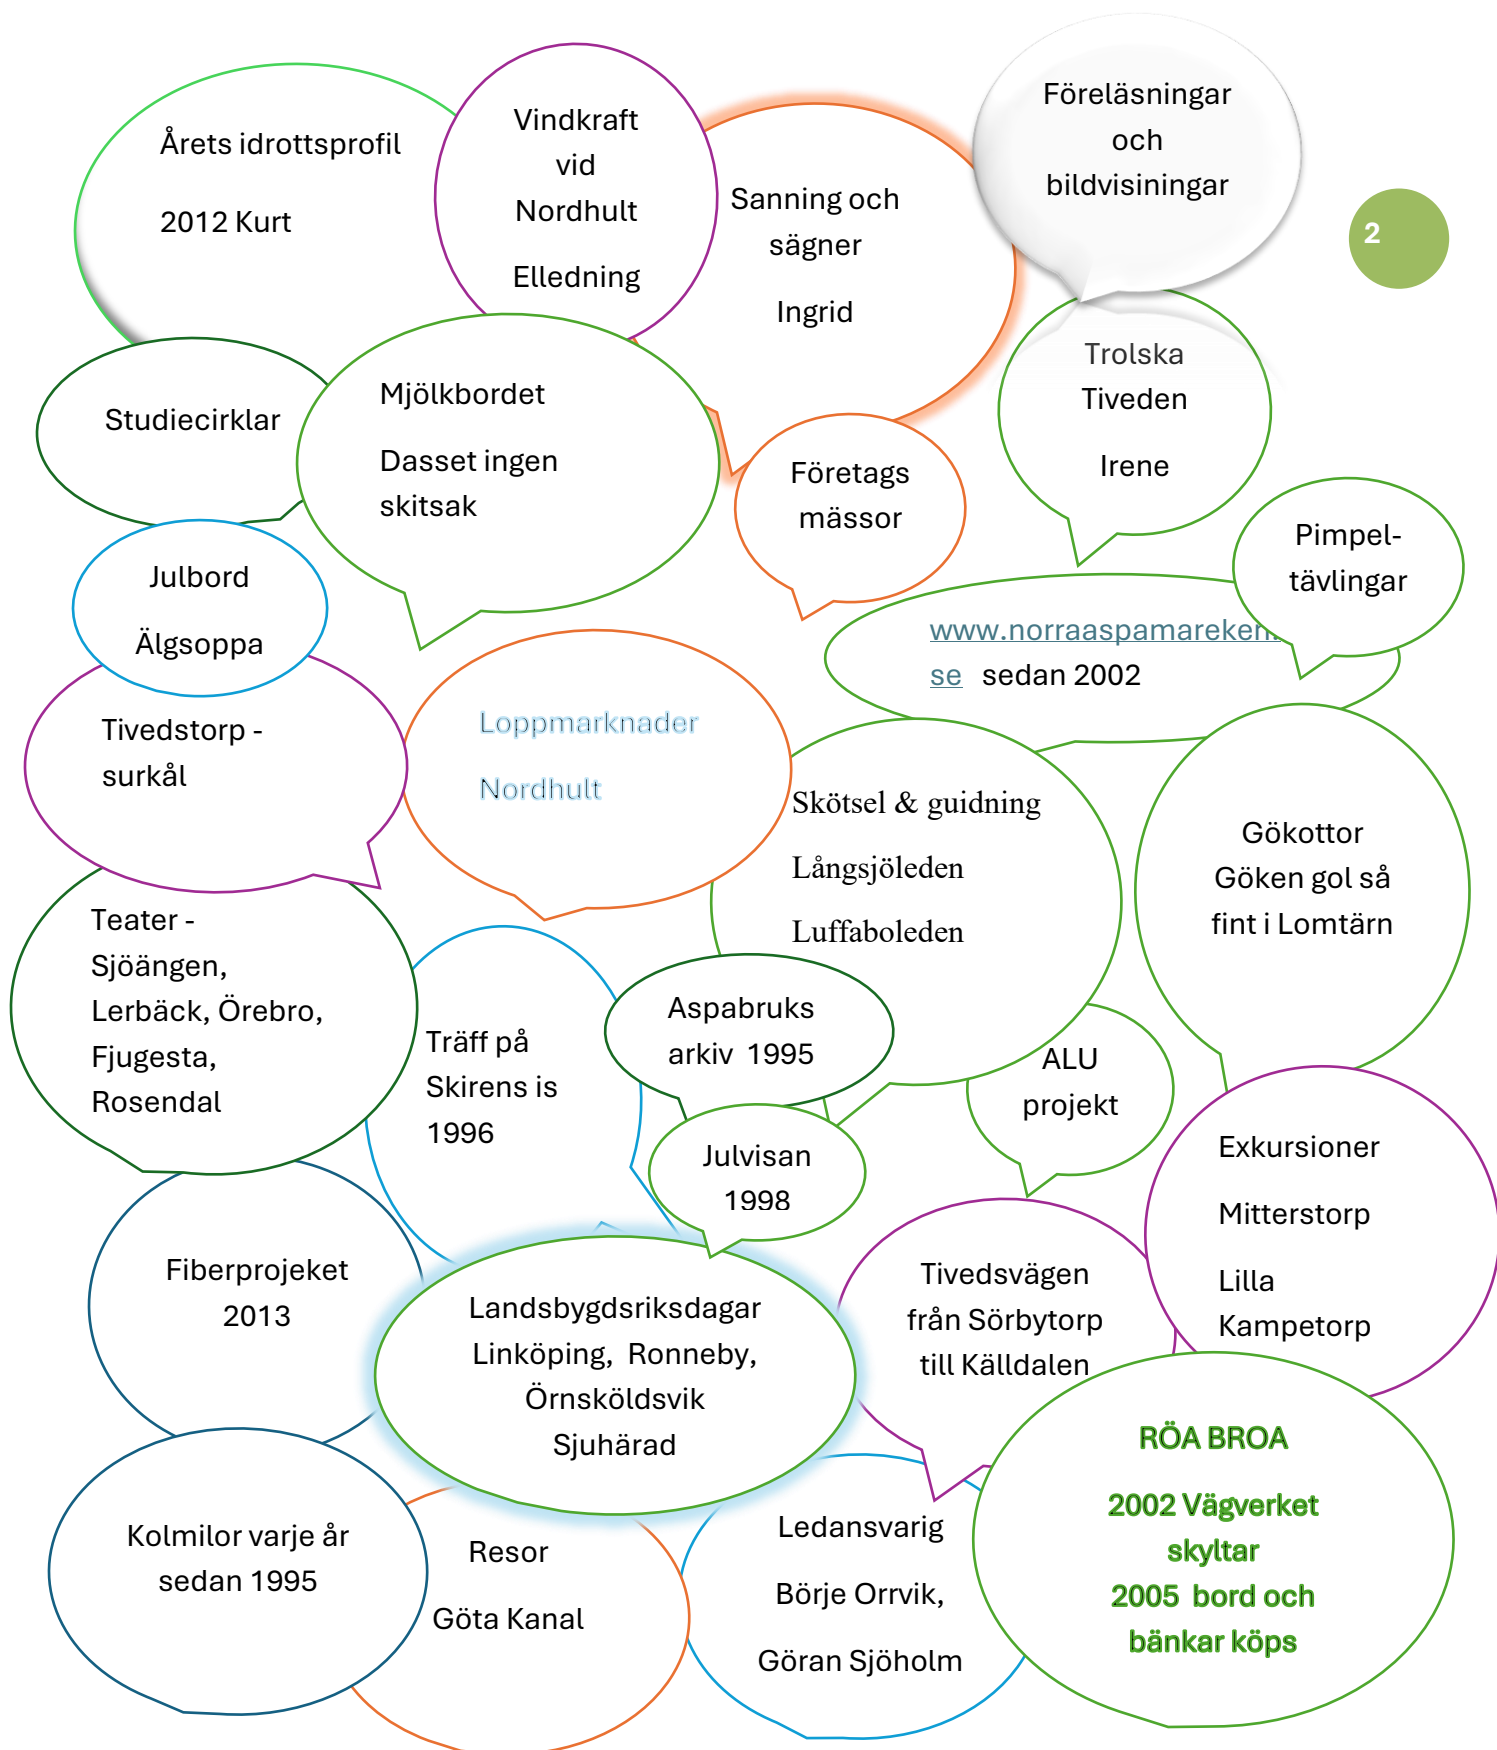 Årets idrottsprofil
2012 Kurt
Vindkraft
vid
Nordhult
Elledning
Sanning och
sägner
Ingrid
Föreläsningar
och
bildvisiningar
2
Studiecirklar
Mjölkbordet
Dasset ingen
skitsak
Företags
mässor
Trolska
Tiveden
Irene
Pimpel-
tävlingar
Julbord
Älgsoppa
www.norraaspamareken.
se sedan 2002
Tivedstorp -
surkål
Loppmarknader
Nordhult
Skötsel & guidning
Långsjöleden
Luffaboleden
Gökottor
Göken gol så
fint i Lomtärn
Teater -
Sjöängen,
Lerbäck, Örebro,
Fjugesta,
Rosendal
Träff på
Skirens is
1996
Aspabruks
arkiv 1995
ALU
projekt
Julvisan
1998
Exkursioner
Mitterstorp
Lilla
Kampetorp
Fiberprojeket
2013
Landsbygdsriksdagar
Linköping, Ronneby,
Örnsköldsvik
Sjuhärad
Tivedsvägen
från Sörbytorp
till Källdalen
RÖA BROA
2002 Vägverket
skyltar
2005 bord och
bänkar köps
Kolmilor varje år
sedan 1995
Resor
Göta Kanal
Ledansvarig
Börje Orrvik,
Göran Sjöholm